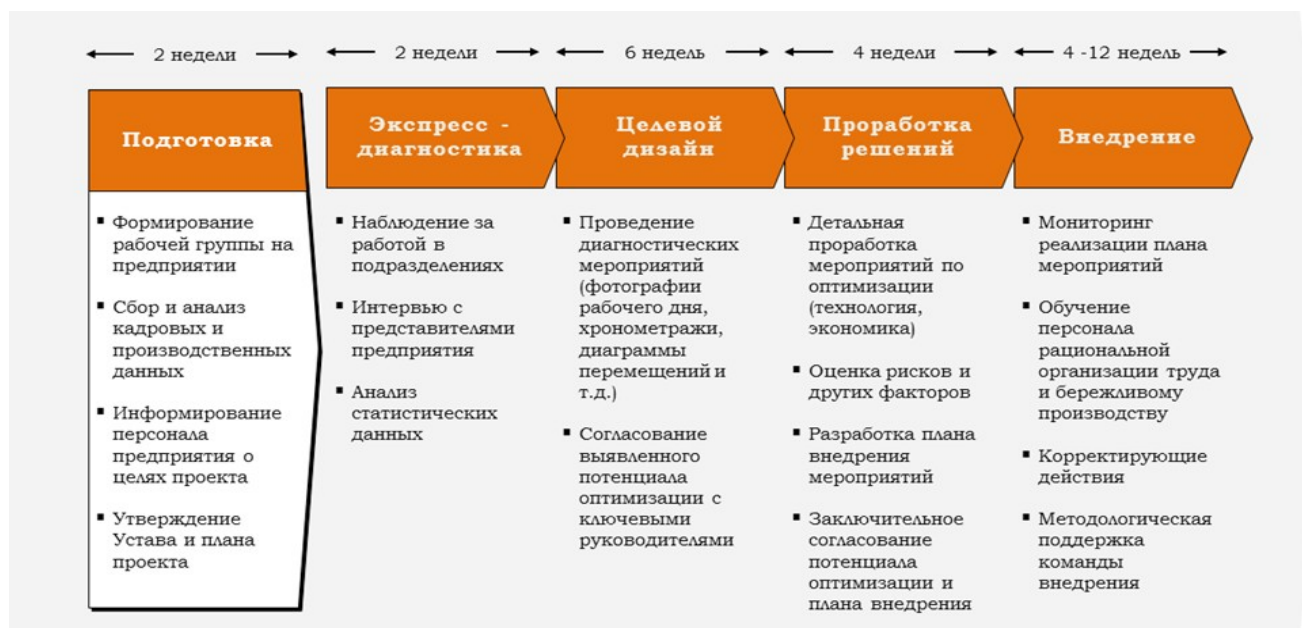 2 недели
2 недели
6 недель
4 недели
4 -12 недель
Подготовка
Экспресс -
диагностика
Целевой
дизайн
Проработка
решений
Внедрение
▪ Формирование
рабочей группы на
предприятии
▪ Сбор и анализ
кадровых и
производственных
данных
▪ Информирование
персонала
предприятия о
целях проекта
▪ Утверждение
Устава и плана
проекта
▪ Наблюдение за
работой в
подразделениях
▪ Интервью с
представителями
предприятия
▪ Анализ
статистических
данных
▪ Проведение
диагностических
мероприятий
(фотографии
рабочего дня,
хронометражи,
диаграммы
перемещений и
т.д.)
▪ Согласование
выявленного
потенциала
оптимизации с
ключевыми
руководителями
▪ Детальная
проработка
мероприятий по
оптимизации
(технология,
экономика)
▪ Оценка рисков и
других факторов
▪ Разработка плана
внедрения
мероприятий
▪ Заключительное
согласование
потенциала
оптимизации и
плана внедрения
▪ Мониторинг
реализации плана
мероприятий
▪ Обучение
персонала
рациональной
организации труда
и бережливому
производству
▪ Корректирующие
действия
▪ Методологическая
поддержка
команды
внедрения